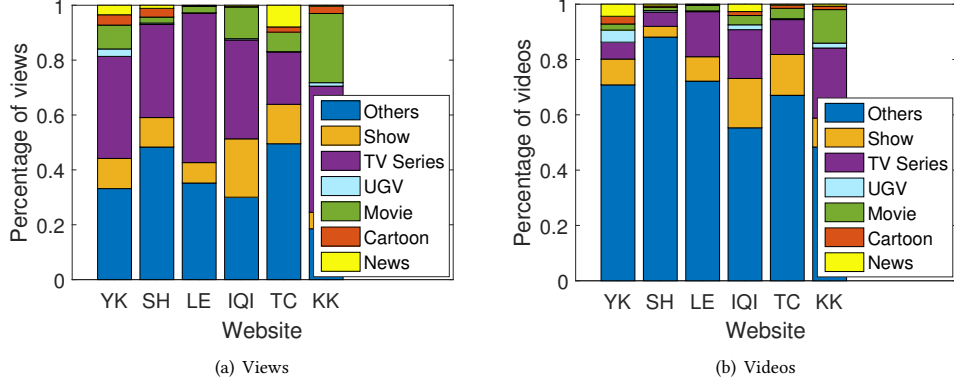 Percentage of views
1
0.8
0.6
0.4
0.2
0
YK SH LE IQI TC KK
Website
Others
Show
TV Series
UGV
Movie
Cartoon
News
(a) Views
Percentage of videos
1
0.8
0.6
0.4
0.2
0
YK SH LE IQI TC KK
Website
Others
Show
TV Series
UGV
Movie
Cartoon
News
(b) Videos